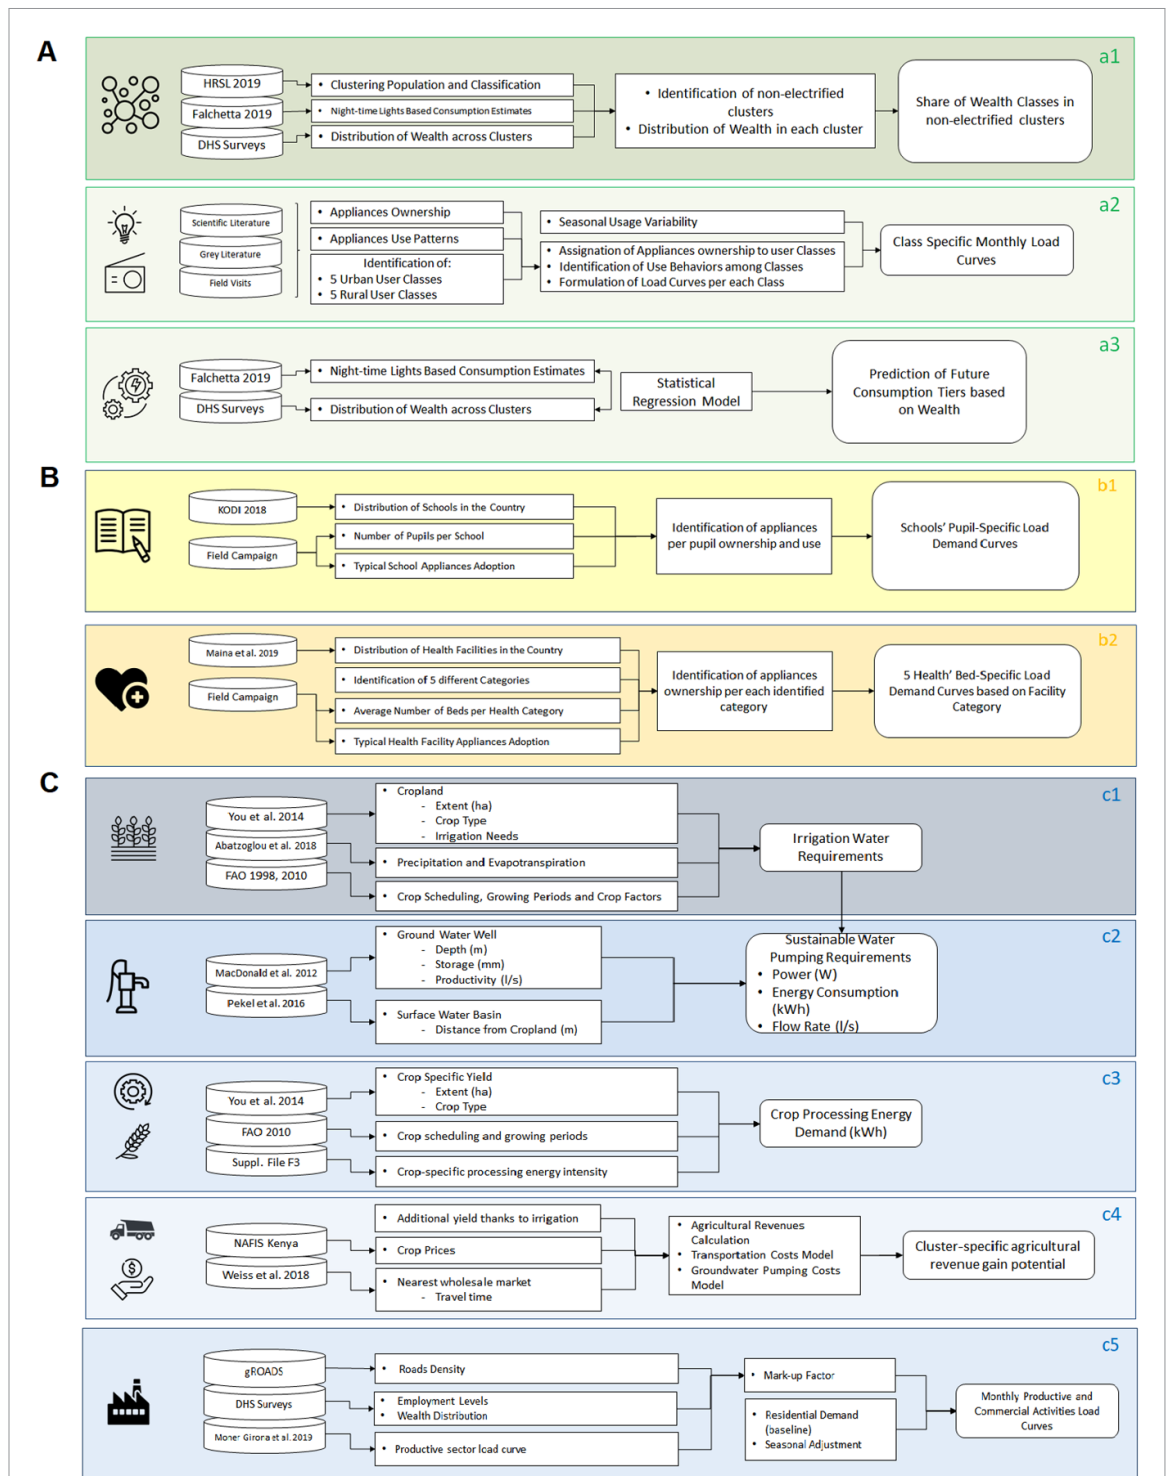 A
a1
HRSL 2019
Falchetta 2019
DHS Surveys
• Clustering Population and Classification
• Night-time Lights Based Consumption Estimates
• Distribution of Wealth across Clusters
• Identification of non-electrified
clusters
• Distribution of Wealth in each cluster
Share of Wealth Classes in
non-electrified clusters
a2
Scientific Literature
Grey Literature
Field Visits
• Appliances Ownership
• Appliances Use Patterns
Identification of:
• 5 Urban User Classes
• 5 Rural User Classes
• Seasonal Usage Variability
• Assignation of Appliances ownership to user Classes
• Identification of Use Behaviors among Classes
• Formulation of Load Curves per each Class
Class Specific Monthly Load
Curves
a3
Falchetta 2019
DHS Surveys
• Night-time Lights Based Consumption Estimates
• Distribution of Wealth across Clusters
Statistical
Regression Model
Prediction of Future
Consumption Tiers based
on Wealth
B
b1
KODI 2018
Field Campaign
• Distribution of Schools in the Country
• Number of Pupils per School
• Typical School Appliances Adoption
Identification of appliances
per pupil ownership and use
Schools’ Pupil-Specific Load
Demand Curves
b2
Maina et al. 2019
Field Campaign
• Distribution of Health Facilities in the Country
• Identification of 5 different Categories
• Average Number of Beds per Health Category
• Typical Health Facility Appliances Adoption
Identification of appliances
ownership per each identified
category
5 Health’ Bed-Specific Load
Demand Curves based on Facility
Category
C
c1
You et al. 2014
Abatzoglou et al. 2018
FAO 1998, 2010
• Cropland
- Extent (ha)
- Crop Type
- Irrigation Needs
• Precipitation and Evapotranspiration
• Crop Scheduling, Growing Periods and Crop Factors
Irrigation Water
Requirements
c2
MacDonald et al. 2012
Pekel et al. 2016
• Ground Water Well
- Depth (m)
- Storage (mm)
- Productivity (l/s)
• Surface Water Basin
- Distance from Cropland (m)
Sustainable Water
Pumping Requirements
• Power (W)
• Energy Consumption
(kWh)
• Flow Rate (l/s)
c3
You et al. 2014
FAO 2010
Suppl. File F3
• Crop Specific Yield
- Extent (ha)
- Crop Type
• Crop scheduling and growing periods
• Crop-specific processing energy intensity
Crop Processing Energy
Demand (kWh)
c4
NAFIS Kenya
Weiss et al. 2018
• Additional yield thanks to irrigation
• Crop Prices
• Nearest wholesale market
- Travel time
• Agricultural Revenues
Calculation
• Transportation Costs Model
• Groundwater Pumping Costs
Model
Cluster-specific agricultural
revenue gain potential
c5
gROADS
DHS Surveys
Moner Girona et al. 2019
• Roads Density
• Employment Levels
• Wealth Distribution
• Productive sector load curve
• Mark-up Factor
• Residential Demand
(baseline)
• Seasonal Adjustment
Monthly Productive and
Commercial Activities Load
Curves